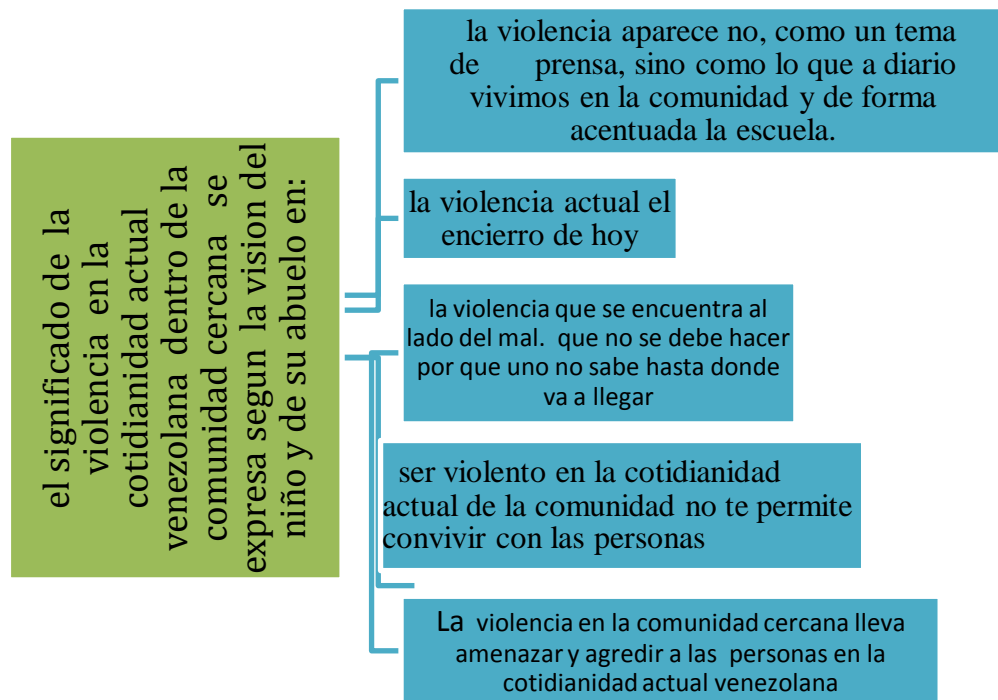 el significado de la
violencia en la
cotidianidad actual
venezolana dentro de la
comunidad cercana se
expresa segun la vision del
niño y de su abuelo en:
la violencia aparece no, como un tema
de prensa, sino como lo que a diario
vivimos en la comunidad y de forma
acentuada la escuela.
la violencia actual el
encierro de hoy
la violencia que se encuentra al
lado del mal. que no se debe hacer
por que uno no sabe hasta donde
va a llegar
ser violento en la cotidianidad
actual de la comunidad no te permite
convivir con las personas
La violencia en la comunidad cercana lleva
amenazar y agredir a las personas en la
cotidianidad actual venezolana